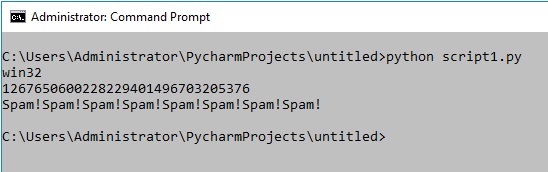 Administrator: Command Prompt
C:\Users\Administrator\PycharmProjects\untitled>python script1.py
win32
1267650600228229401496703205376
Spam!Spam!Spam!Spam!Spam!Spam!Spam!Spam!
C:\Users\Administrator\PycharmProjects\untitled>